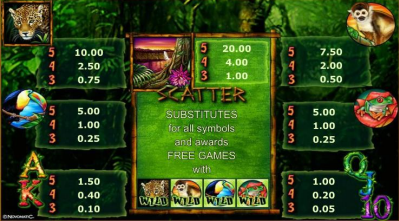 5 10.00
4 2.50
3 0.75
5 20.00
4 4.00
3 1.00
5 7.50
4 2.00
3 0.50
5 5.00
4 1.00
3 0.25
SCATTER
SUBSTITUTES
for all symbols
and awards
FREE GAMES
with
WILD WILD WILD WILD
5 5.00
4 1.00
3 0.25
A
K
5 1.50
4 0.40
3 0.10
Q
J
10
5 1.00
4 0.20
3 0.05
©NEKOMATIC.